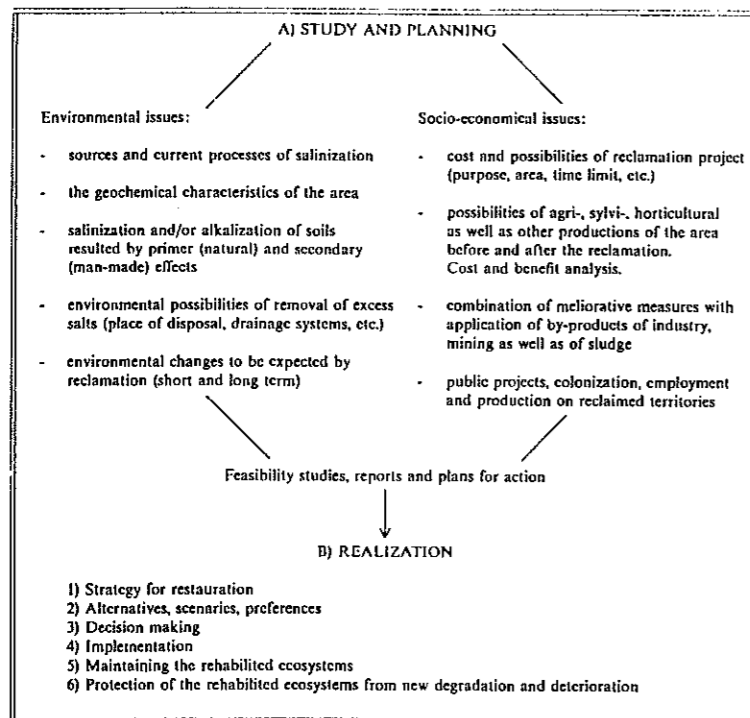 A) STUDY AND PLANNING
Environmental issues:
- sources and current processes of salinization
- the geochemical characteristics of the area
- salinization and/or alkalization of soils
resulted by primer (natural) and secondary
(man-made) effects
- environmental possibilities of removal of excess
salts (place of disposal, drainage systems, etc.)
- environmental changes to be expected by
reclamation (short and long term)
Socio-economical issues:
- cost and possibilities of reclamation project
(purpose, area, time limit, etc.)
- possibilities of agri-, sylvi-, horticultural
as well as other productions of the area
before and after the reclamation.
Cost and benefit analysis.
- combination of meliorative measures with
application of by-products of industry,
mining as well as of sludge
- public projects, colonization, employment
and production on reclaimed territories
Feasibility studies, reports and plans for action
B) REALIZATION
1) Strategy for restauration
2) Alternatives, scenaries, preferences
3) Decision making
4) Implementation
5) Maintaining the rehabilited ecosystems
6) Protection of the rehabilited ecosystems from new degradation and deterioration